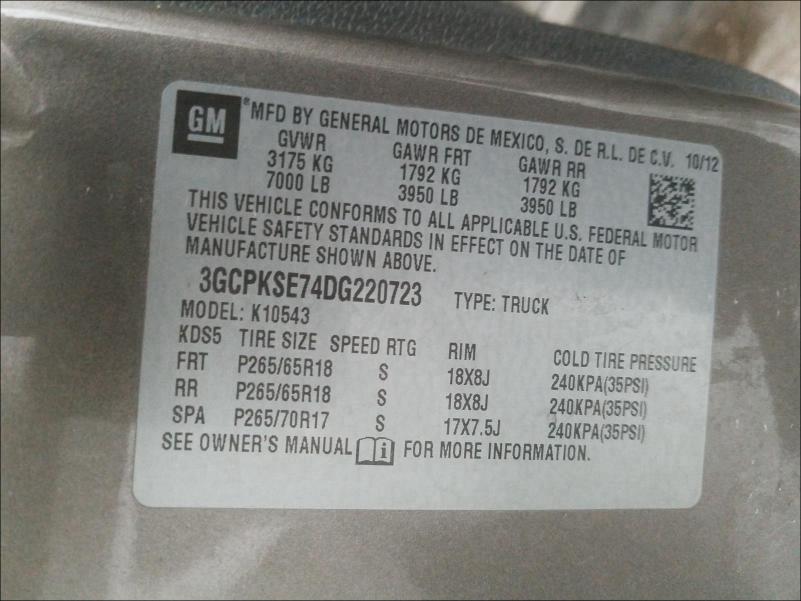 GM
®MFD BY GENERAL MOTORS DE MEXICO, S. DE R.L. DE C.V. 10/12
GVWR GAWR FRT GAWR RR
3175 KG 1792 KG 1792 KG
7000 LB 3950 LB 3950 LB
THIS VEHICLE CONFORMS TO ALL APPLICABLE U.S. FEDERAL MOTOR
VEHICLE SAFETY STANDARDS IN EFFECT ON THE DATE OF
MANUFACTURE SHOWN ABOVE.
3GCPKSE74DG220723 TYPE: TRUCK
MODEL: K10543
KDS5 TIRE SIZE SPEED RTG RIM COLD TIRE PRESSURE
FRT P265/65R18 S 18X8J 240KPA(35PSI)
RR P265/65R18 S 18X8J 240KPA(35PSI)
SPA P265/70R17 S 17X7.5J 240KPA(35PSI)
SEE OWNER'S MANUAL i FOR MORE INFORMATION.